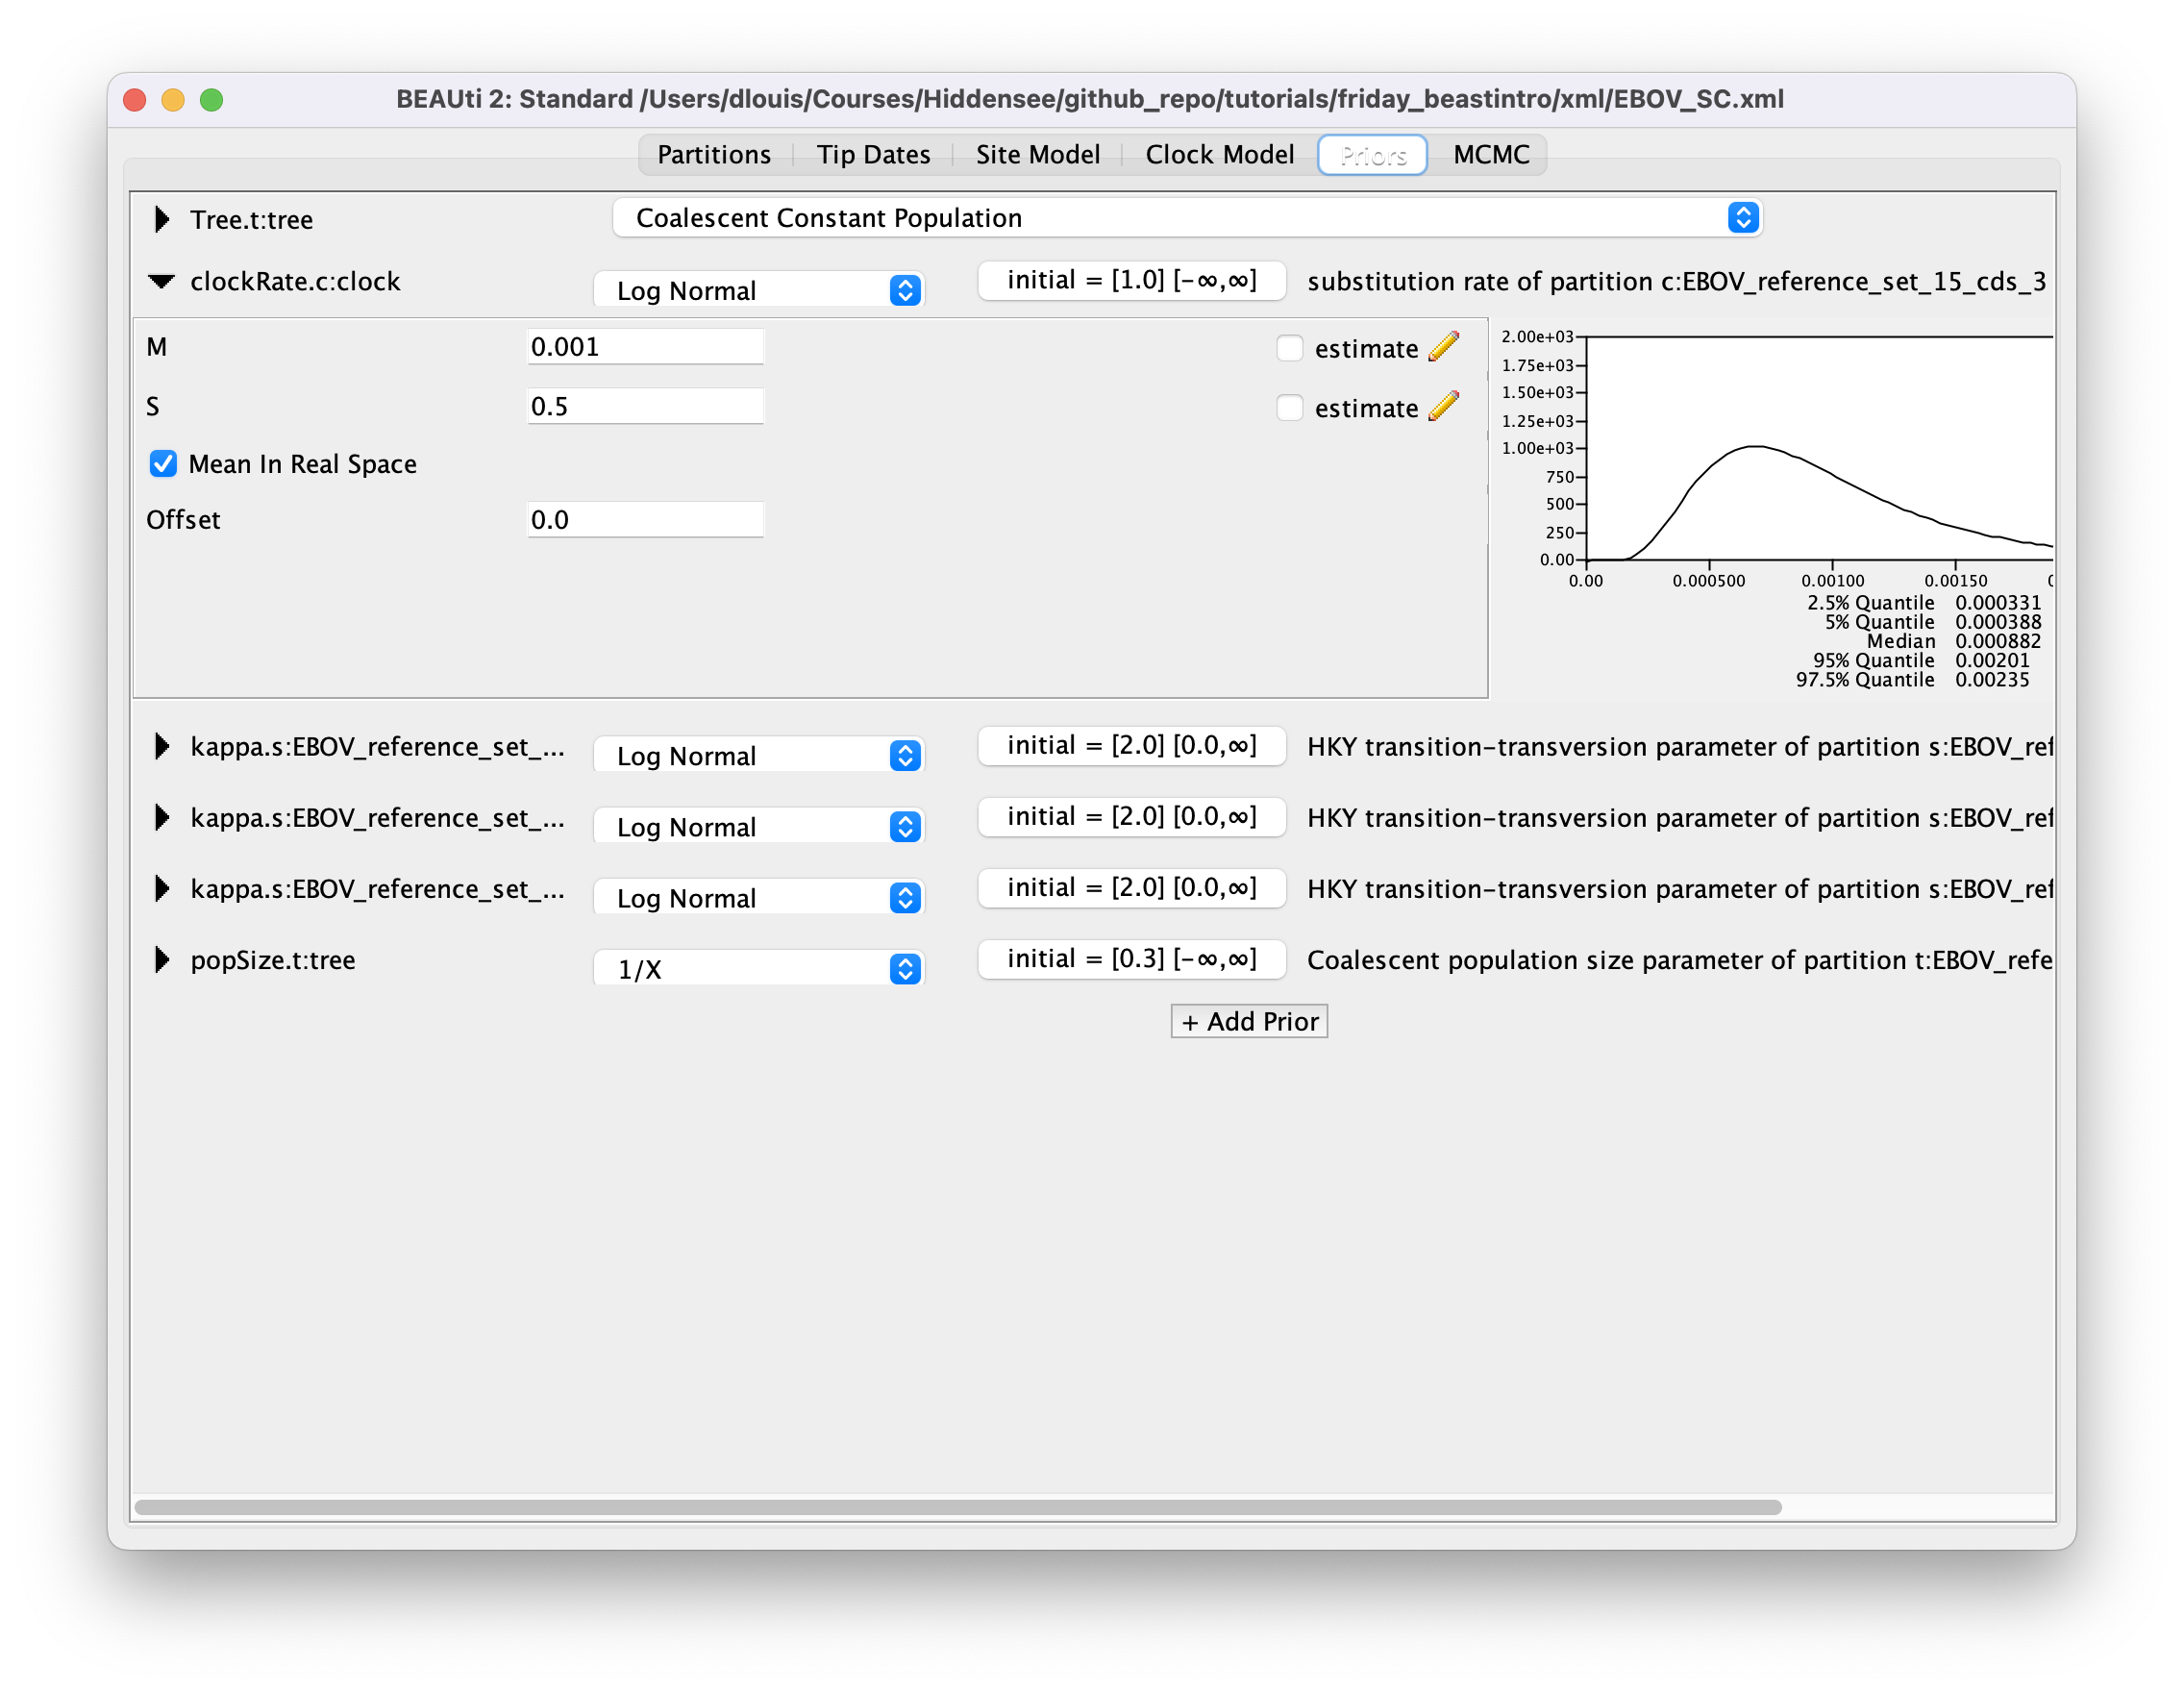 BEAUti 2: Standard /Users/dlouis/Courses/Hiddensee/github_repo/tutorials/friday_beastintro/xml/EBOV_SC.xml
Partitions Tip Dates Site Model Clock Model Priors MCMC
Tree.t:tree Coalescent Constant Population
clockRate.c:clock Log Normal initial = [1.0] [-∞,∞] substitution rate of partition c:EBOV_reference_set_15_cds_3
M 0.001 estimate
S 0.5 estimate
Mean In Real Space
Offset 0.0
2.00e+03
1.75e+03
1.50e+03
1.25e+03
1.00e+03
750
500
250
0.00
0.00 0.000500 0.00100 0.00150
2.5% Quantile 0.000331
5% Quantile 0.000388
Median 0.000882
95% Quantile 0.00201
97.5% Quantile 0.00235
kappa.s:EBOV_reference_set_... Log Normal initial = [2.0] [0.0,∞] HKY transition-transversion parameter of partition s:EBOV_ref
kappa.s:EBOV_reference_set_... Log Normal initial = [2.0] [0.0,∞] HKY transition-transversion parameter of partition s:EBOV_ref
kappa.s:EBOV_reference_set_... Log Normal initial = [2.0] [0.0,∞] HKY transition-transversion parameter of partition s:EBOV_ref
popSize.t:tree 1/X initial = [0.3] [-∞,∞] Coalescent population size parameter of partition t:EBOV_refe
+ Add Prior